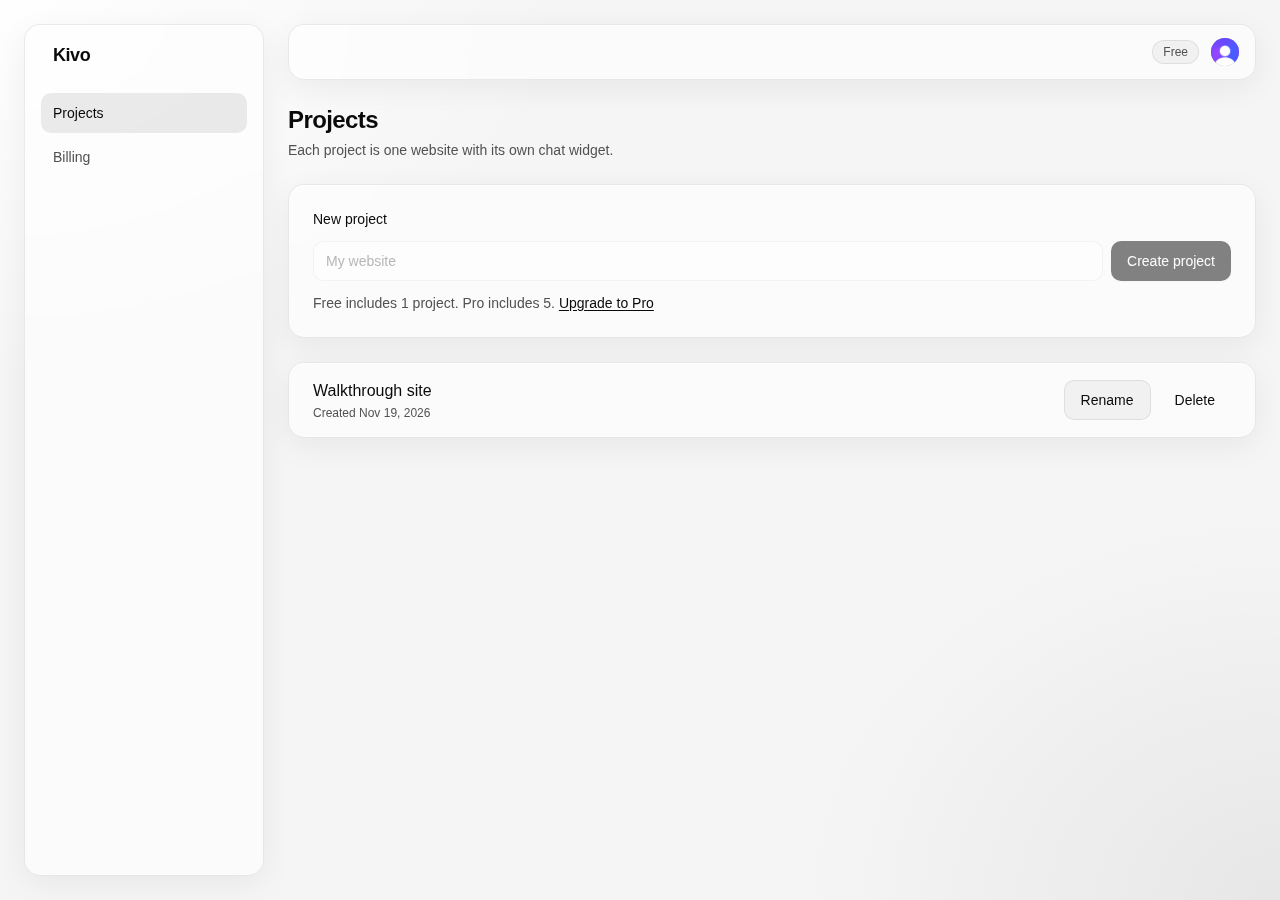 Kivo
Projects
Billing
Free
Projects
Each project is one website with its own chat widget.
New project
My website
Create project
Free includes 1 project. Pro includes 5. Upgrade to Pro
Walkthrough site
Created Nov 19, 2026
Rename
Delete